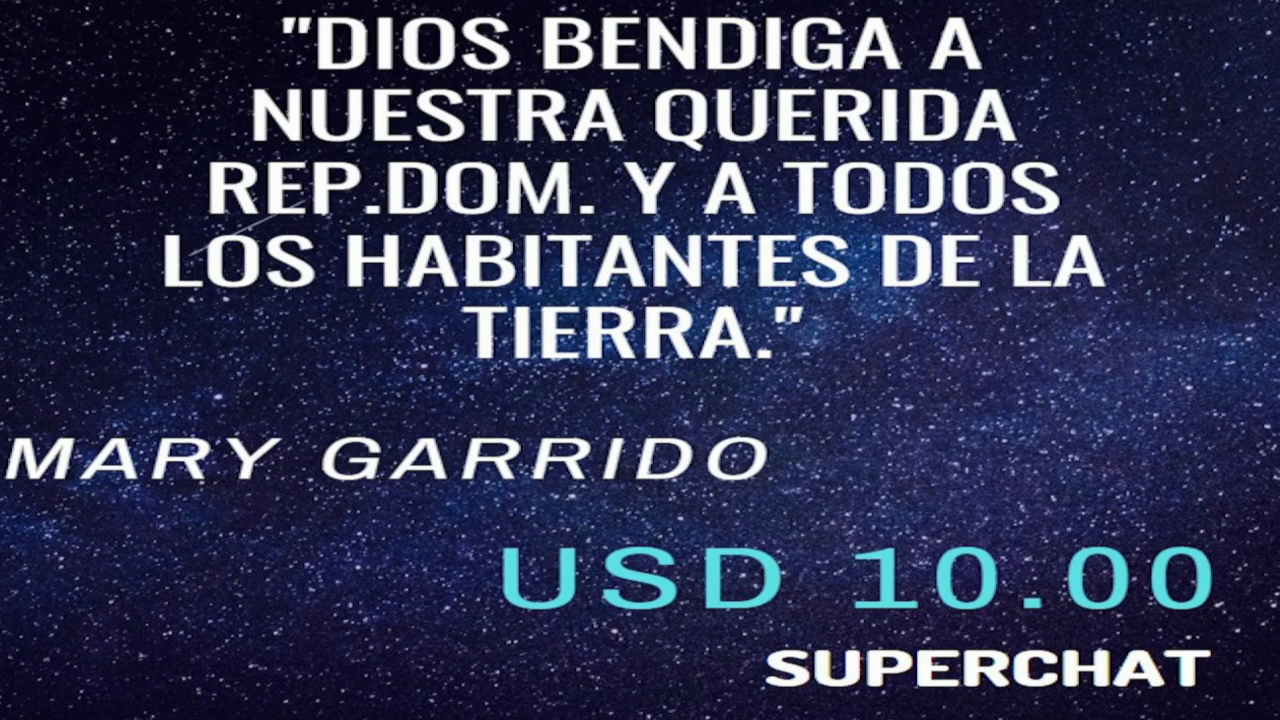 "DIOS BENDIGA A
NUESTRA QUERIDA
REP.DOM. Y A TODOS
LOS HABITANTES DE LA
TIERRA."
MARY GARRIDO
USD 10.00
SUPERCHAT